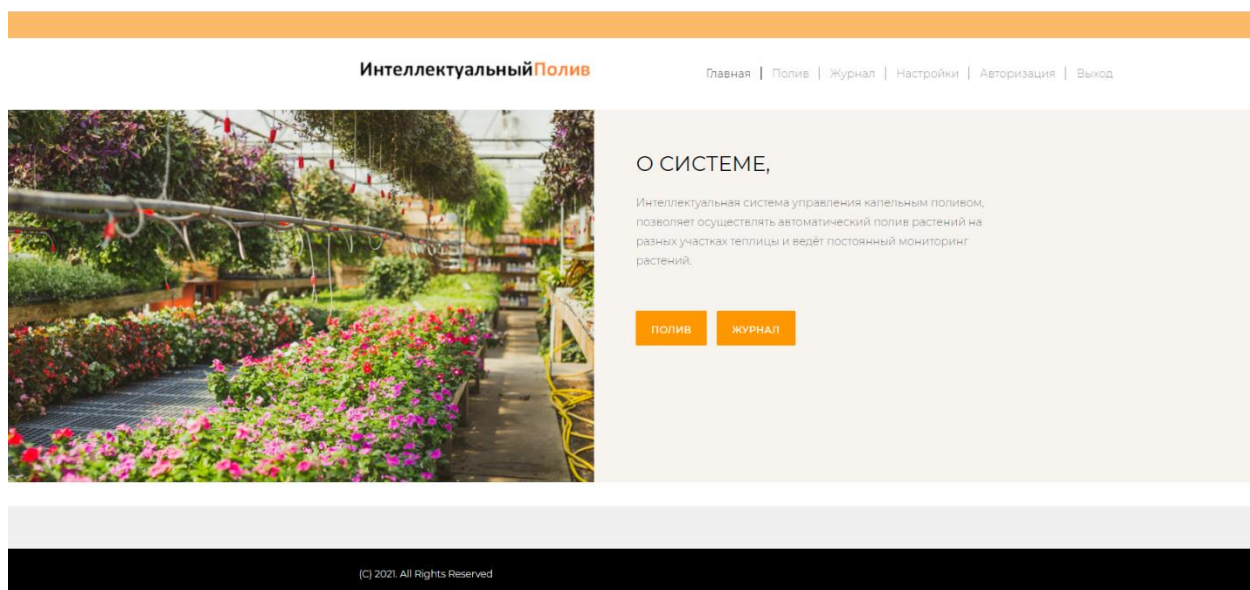 ИнтеллектуальныйПолив
Главная | Полив | Журнал | Настройки | Авторизация | Выход
О СИСТЕМЕ,
Интеллектуальная система управления капельным поливом,
позволяет осуществлять автоматический полив растений на
разных участках теплицы и ведёт постоянный мониторинг
растений.
ПОЛИВ ЖУРНАЛ
(C) 2021. All Rights Reserved